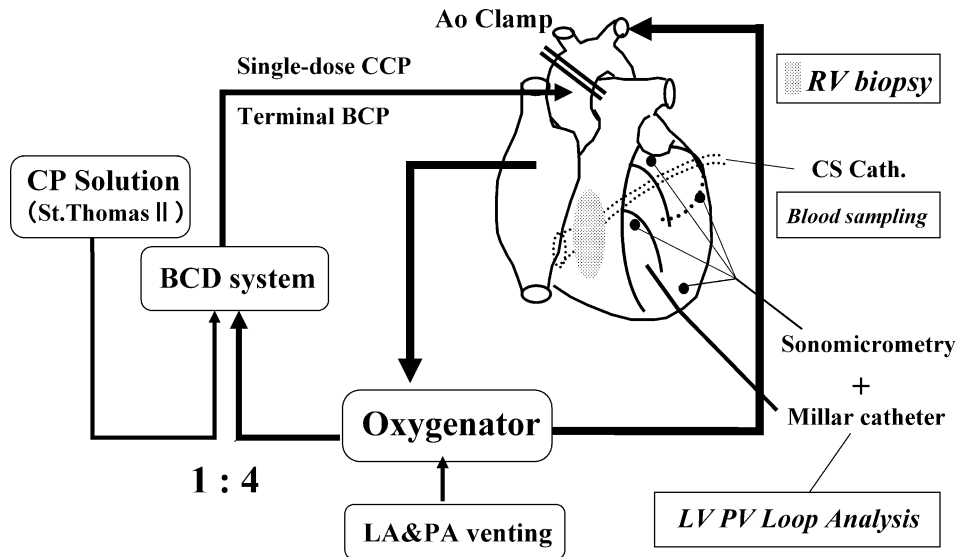 Ao Clamp
Single-dose CCP
Terminal BCP
RV biopsy
CP Solution
(St.Thomas Ⅱ)
CS Cath.
Blood sampling
BCD system
Sonomicrometry
+
Millar catheter
Oxygenator
1 : 4
LA&PA venting
LV PV Loop Analysis